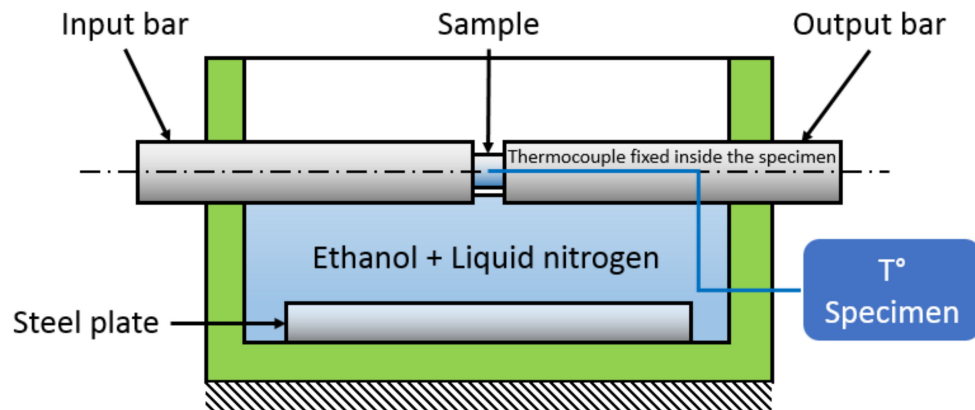 Input bar
Sample
Output bar
Thermocouple fixed inside the specimen
Ethanol + Liquid nitrogen
T°
Specimen
Steel plate